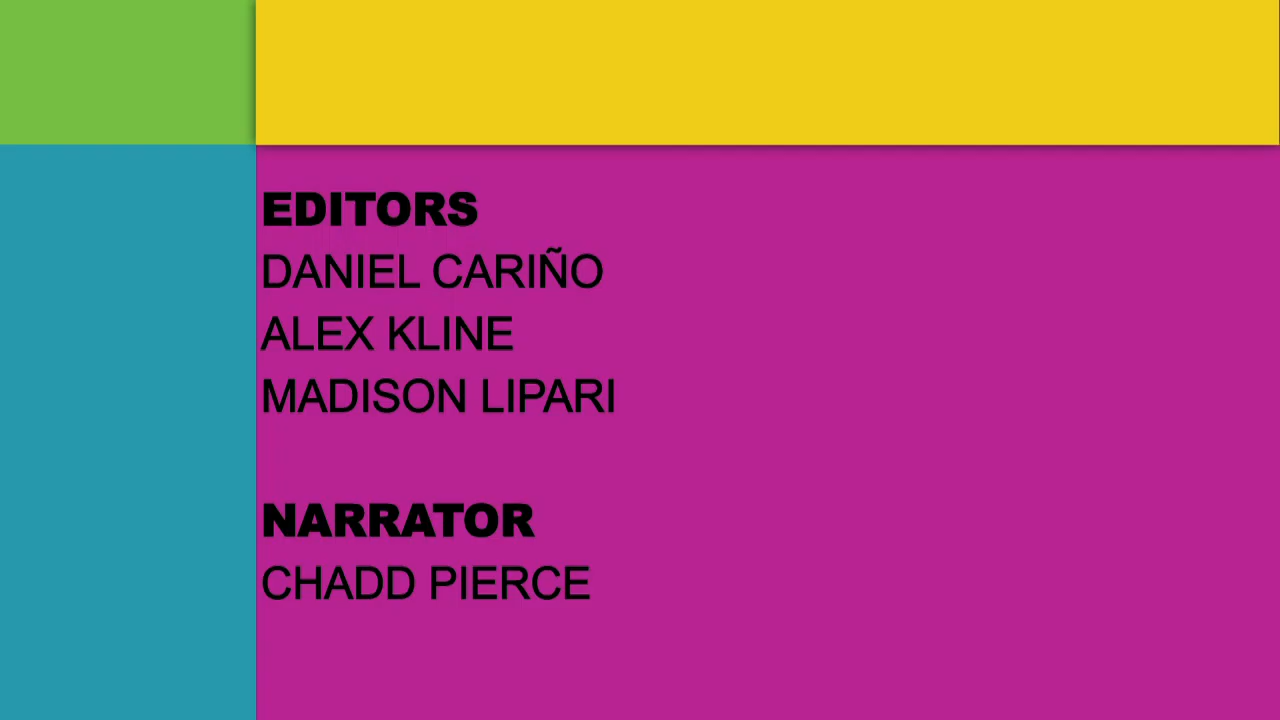 EDITORS
DANIEL CARIÑO
ALEX KLINE
MADISON LIPARI
NARRATOR
CHADD PIERCE